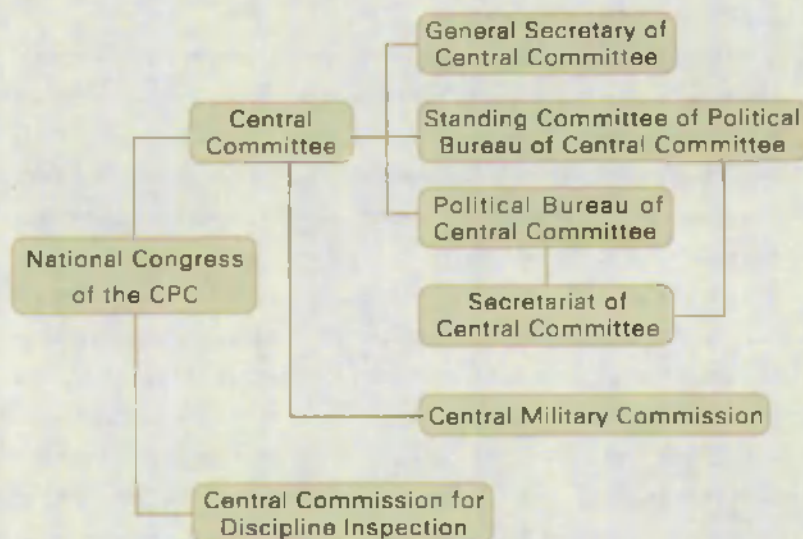 General Secretary of
Central Committee
Central
Committee
Standing Committee of Political
Bureau of Central Committee
Political Bureau of
Central Committee
National Congress
of the CPC
Secretariat of
Central Committee
Central Military Commission
Central Commission for
Discipline Inspection